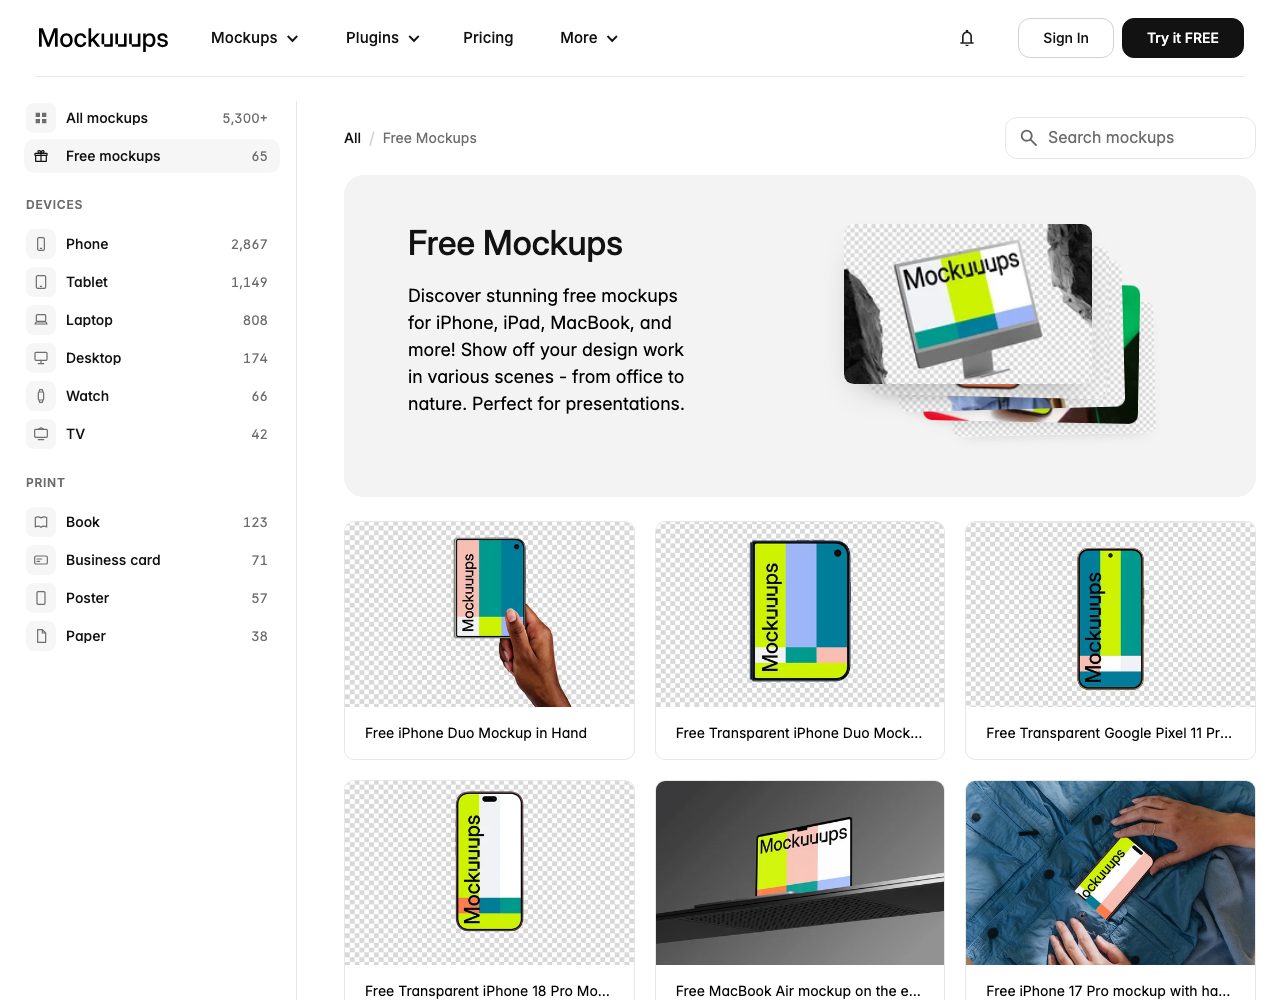 Mockuuups
Mockups
Plugins
Pricing
More
Sign In
Try it FREE
All mockups 5,300+
Free mockups 65
DEVICES
Phone 2,867
Tablet 1,149
Laptop 808
Desktop 174
Watch 66
TV 42
PRINT
Book 123
Business card 71
Poster 57
Paper 38
All / Free Mockups
Search mockups
Free Mockups
Discover stunning free mockups
for iPhone, iPad, MacBook, and
more! Show off your design work
in various scenes - from office to
nature. Perfect for presentations.
Mockuuups
Mockuuups
Free iPhone Duo Mockup in Hand
Mockuuups
Free Transparent iPhone Duo Mock...
Mockuuups
Free Transparent Google Pixel 11 Pr...
Mockuuups
Free Transparent iPhone 18 Pro Mo...
Mockuuups
Free MacBook Air mockup on the e...
Mockuuups
Free iPhone 17 Pro mockup with ha...